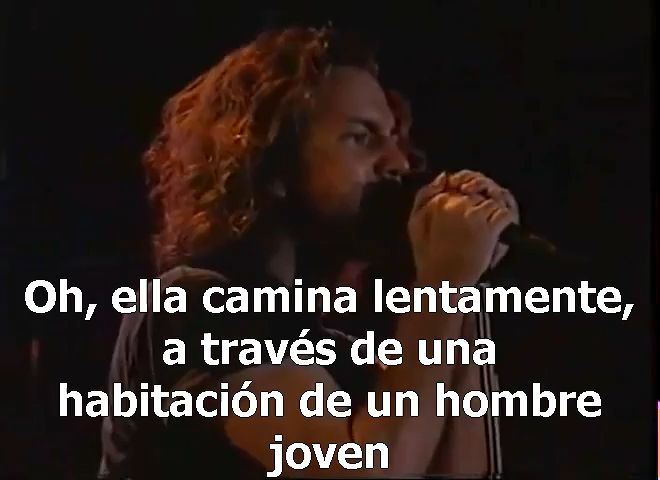 Oh, ella camina lentamente,
a través de una
habitación de un hombre
joven